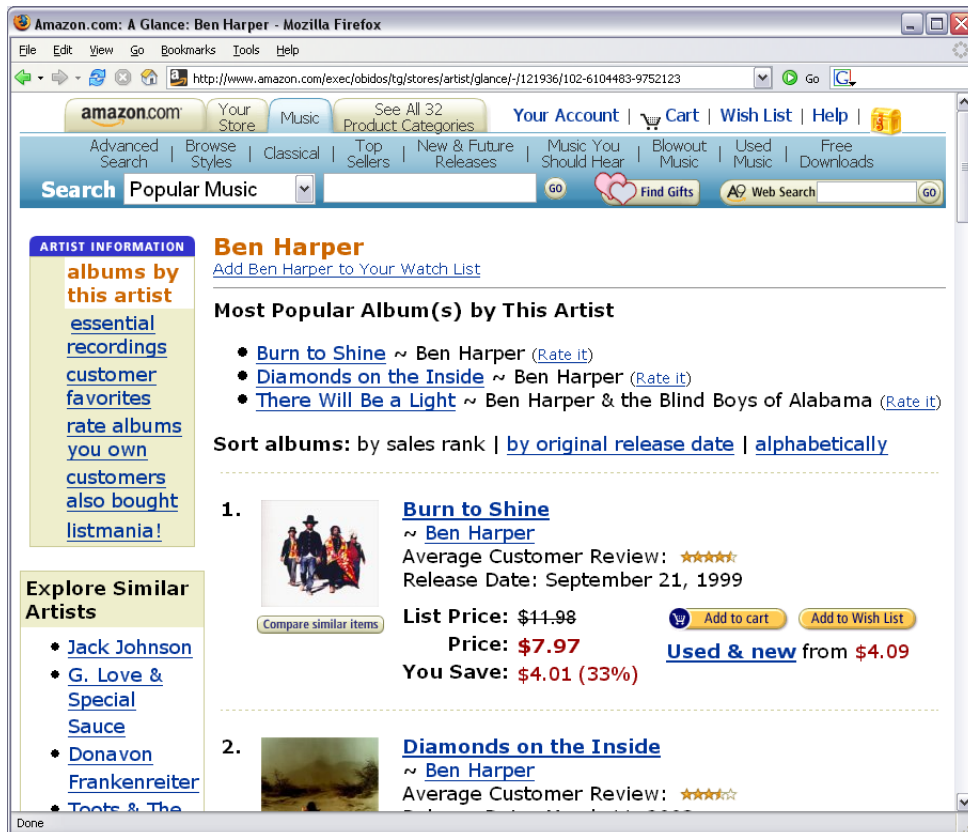 Amazon.com: A Glance: Ben Harper - Mozilla Firefox
File Edit View Go Bookmarks Tools Help
http://www.amazon.com/exec/obidos/tg/stores/artist/glance/-/121936/102-6104483-9752123 Go G
amazon.com Your Store Music See All 32 Product Categories Your Account | Cart | Wish List | Help |
Advanced Search | Browse Styles | Classical | Top Sellers | New & Future Releases | Music You Should Hear | Blowout Music | Used Music | Free Downloads
Search Popular Music GO Find Gifts A9 Web Search GO
ARTIST INFORMATION
albums by
this artist
essential
recordings
customer
favorites
rate albums
you own
customers
also bought
listmania!
Explore Similar
Artists
• Jack Johnson
• G. Love &
Special
Sauce
• Donavon
Frankenreiter
• Toots & The
Ben Harper
Add Ben Harper to Your Watch List
Most Popular Album(s) by This Artist
• Burn to Shine ~ Ben Harper (Rate it)
• Diamonds on the Inside ~ Ben Harper (Rate it)
• There Will Be a Light ~ Ben Harper & the Blind Boys of Alabama (Rate it)
Sort albums: by sales rank | by original release date | alphabetically
1. Burn to Shine
~ Ben Harper
Average Customer Review:
Release Date: September 21, 1999
Compare similar items
List Price: $11.98 Add to cart Add to Wish List
Price: $7.97
Used & new from $4.09
You Save: $4.01 (33%)
2. Diamonds on the Inside
~ Ben Harper
Average Customer Review:
Done